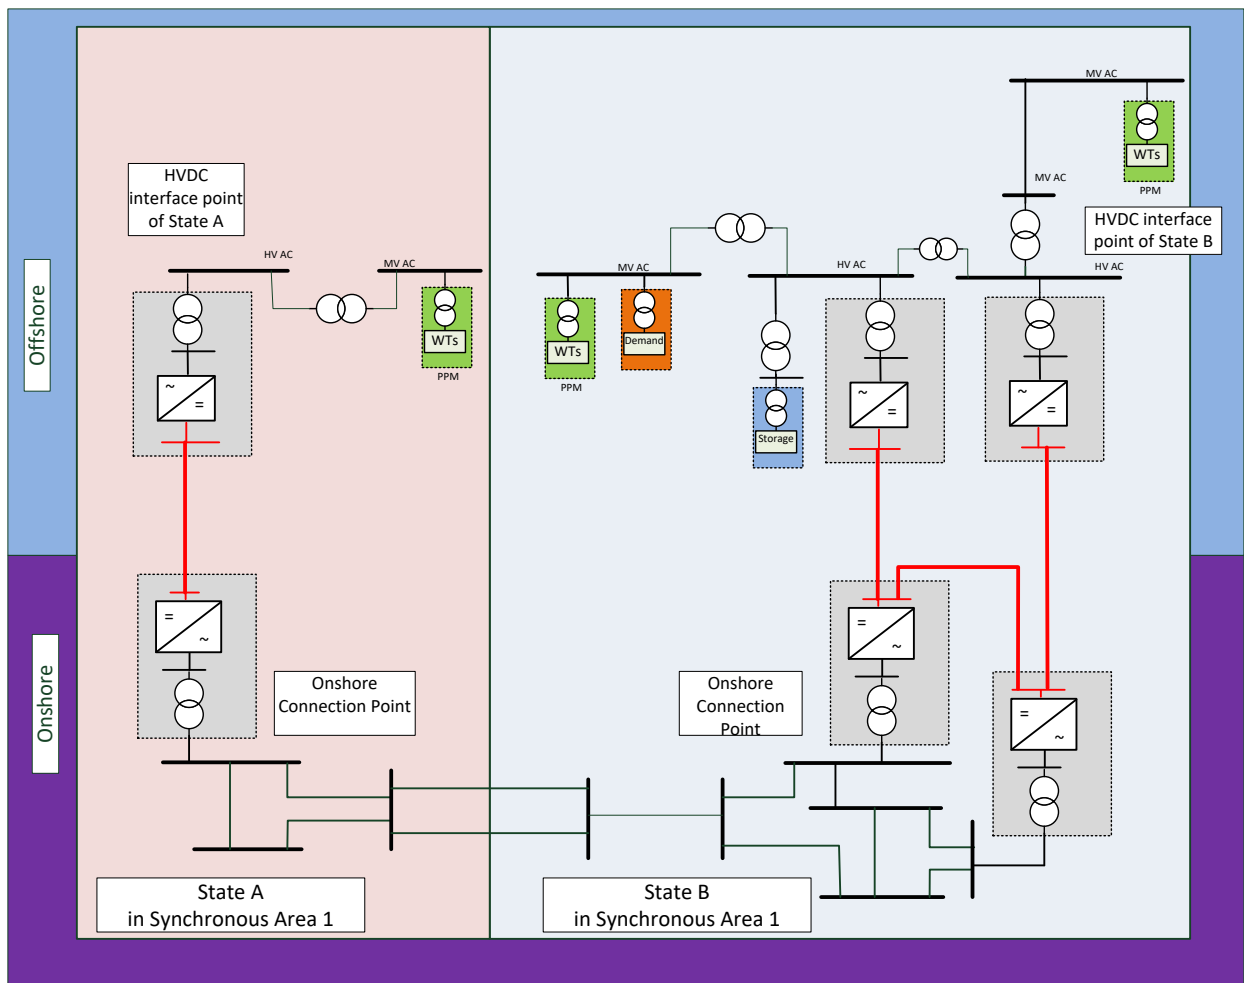 MV AC
WTs
PPM
MV AC
HVDC
interface point
of State A
HVDC interface
point of State B
HV AC
MV AC
MV AC
HV AC
HV AC
WTs
PPM
WTs
PPM
Demand
Storage
~
=
~
=
~
=
Offshore
=
~
=
~
=
~
Onshore
Onshore
Connection Point
Onshore
Connection
Point
State A
in Synchronous Area 1
State B
in Synchronous Area 1